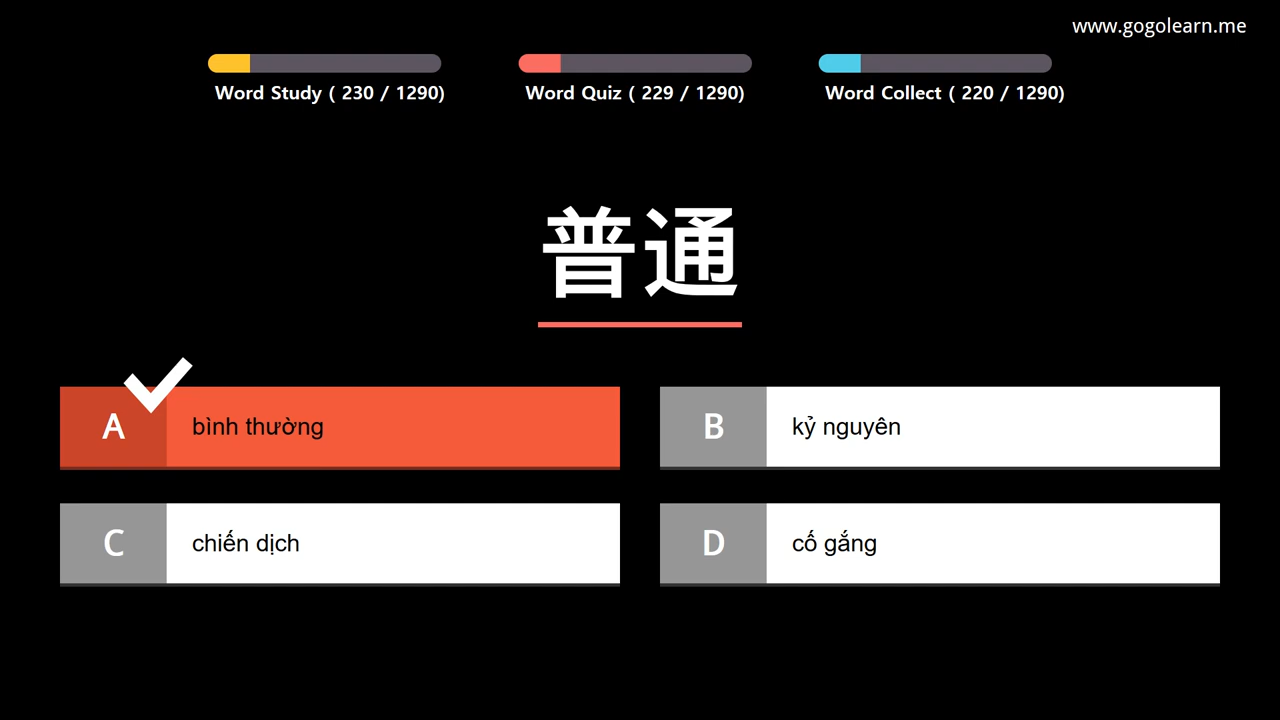 www.gogolearn.me
Word Study ( 230 / 1290)
Word Quiz ( 229 / 1290)
Word Collect ( 220 / 1290)
普通
A bình thường
B kỷ nguyên
C chiến dịch
D cố gắng